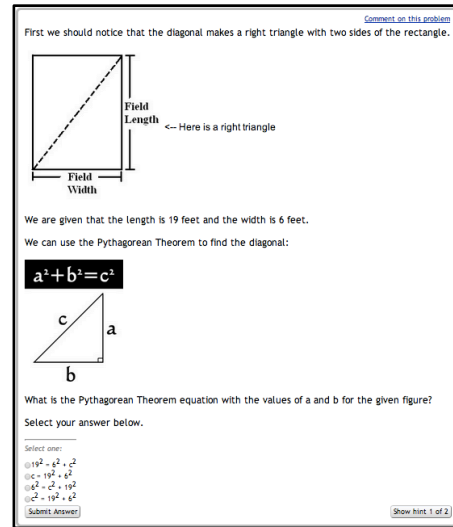 Comment on this problem
First we should notice that the diagonal makes a right triangle with two sides of the rectangle.
Field
Length
<-- Here is a right triangle
Field
Width
We are given that the length is 19 feet and the width is 6 feet.
We can use the Pythagorean Theorem to find the diagonal:
a²+b²=c²
c
a
b
What is the Pythagorean Theorem equation with the values of a and b for the given figure?
Select your answer below.
Select one:
19² = 6² + c²
c = 19² + 6²
6² = c² + 19²
c² = 19² + 6²
Submit Answer
Show hint 1 of 2